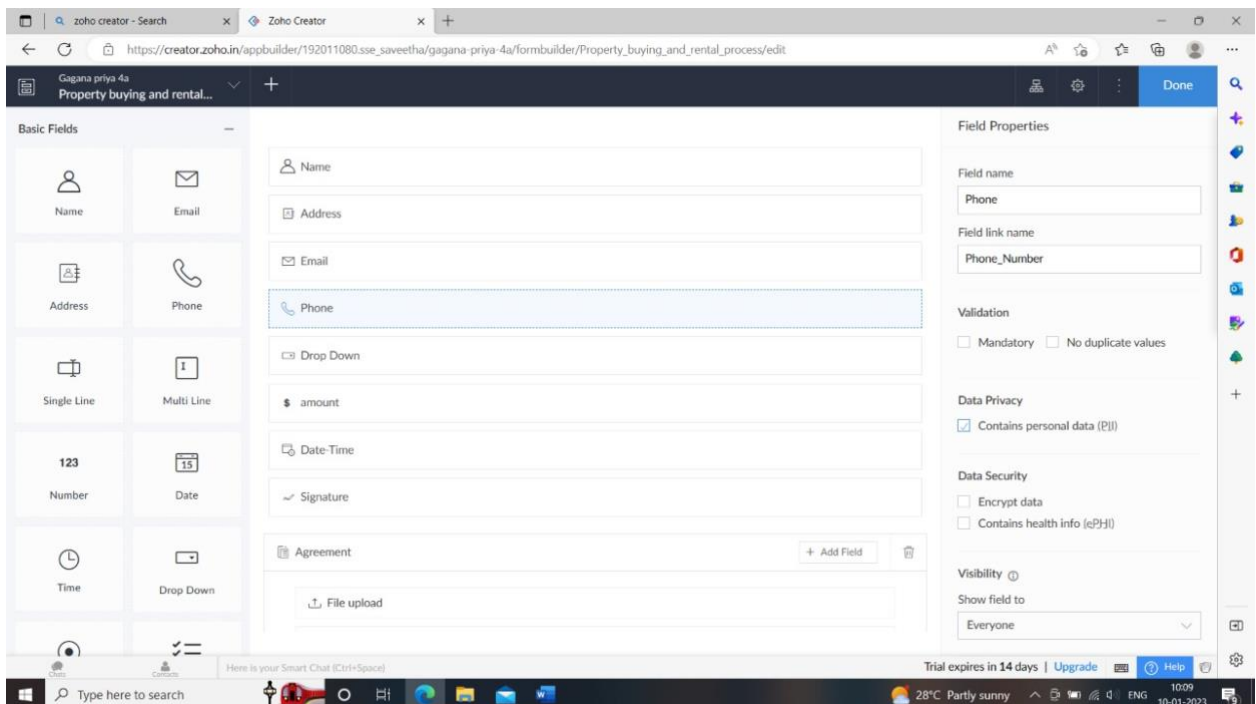 zoho creator - Search
Zoho Creator
https://creator.zoho.in/appbuilder/192011080.sse_saveetha/gagana-priya-4a/formbuilder/Property_buying_and_rental_process/edit
Gagana priya 4a
Property buying and rental...
Done
Basic Fields
Name
Email
Address
Phone
Single Line
Multi Line
123
15
Number
Date
Time
Drop Down
Name
Address
Email
Phone
Drop Down
$ amount
Date-Time
Signature
Agreement
+ Add Field
File upload
Field Properties
Field name
Phone
Field link name
Phone_Number
Validation
Mandatory
No duplicate values
Data Privacy
Contains personal data (PII)
Data Security
Encrypt data
Contains health info (ePHI)
Visibility
Show field to
Everyone
Chats
Contacts
Here is your Smart Chat (Ctrl+Space)
Trial expires in 14 days | Upgrade
Help
Type here to search
28°C Partly sunny
ENG
10:09
10-01-2023